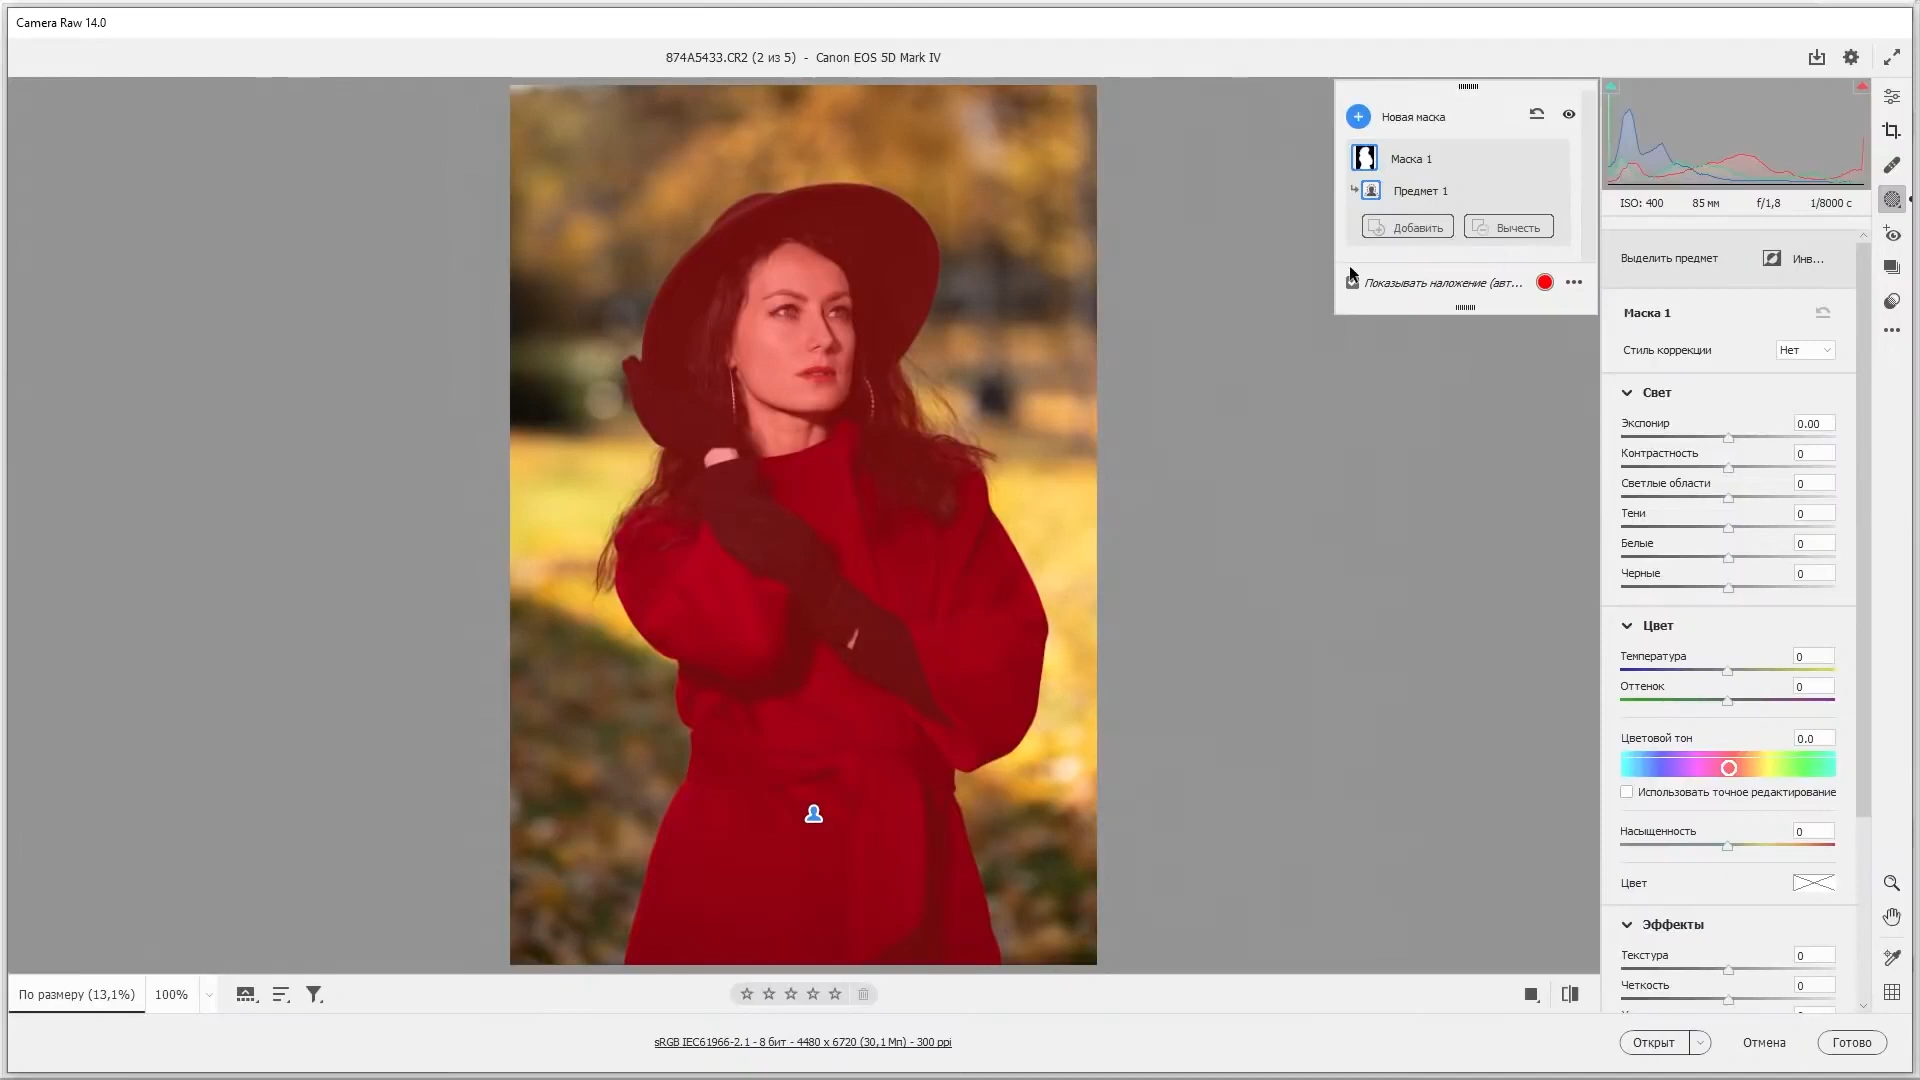 Camera Raw 14.0
874A5433.CR2 (2 из 5) - Canon EOS 5D Mark IV
Новая маска
Маска 1
Предмет 1
Добавить
Вычесть
Показывать наложение (авт...
ISO: 400 85 мм f/1,8 1/8000 с
Выделить предмет Инв...
Маска 1
Стиль коррекции Нет
Свет
Экспонир 0.00
Контрастность 0
Светлые области 0
Тени 0
Белые 0
Черные 0
Цвет
Температура 0
Оттенок 0
Цветовой тон 0.0
Использовать точное редактирование
Насыщенность 0
Цвет
Эффекты
Текстура 0
Четкость 0
По размеру (13,1%) 100%
sRGB IEC61966-2.1 - 8 бит - 4480 x 6720 (30,1 Мп) - 300 ppi
Открыт Отмена Готово